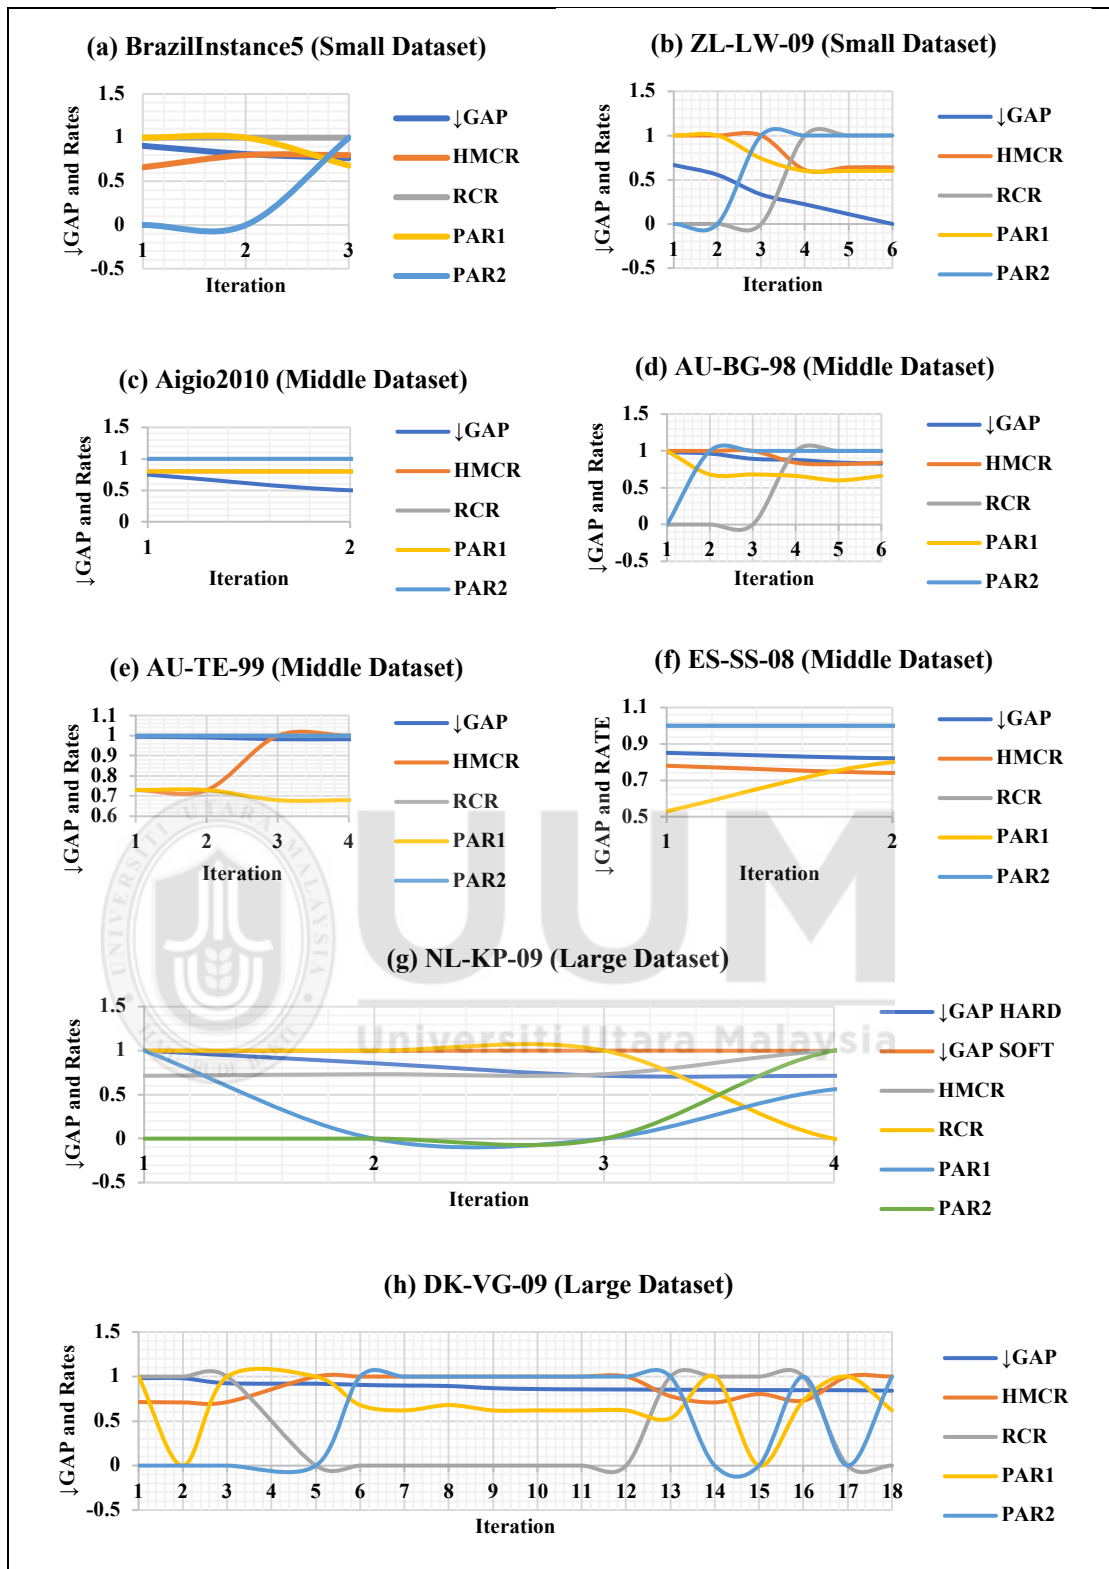 (a) BrazilInstance5 (Small Dataset)
↓GAP and Rates
1.5
1
0.5
0
-0.5
1
2
3
Iteration
↓GAP
HMCR
RCR
PAR1
PAR2
(b) ZL-LW-09 (Small Dataset)
↓GAP and Rates
1.5
1
0.5
0
-0.5
1
2
3
4
5
6
Iteration
↓GAP
HMCR
RCR
PAR1
PAR2
(c) Aigio2010 (Middle Dataset)
↓GAP and Rates
1.5
1
0.5
0
1
2
Iteration
↓GAP
HMCR
RCR
PAR1
PAR2
(d) AU-BG-98 (Middle Dataset)
↓GAP and Rates
1.5
1
0.5
0
-0.5
1
2
3
4
5
6
Iteration
↓GAP
HMCR
RCR
PAR1
PAR2
(e) AU-TE-99 (Middle Dataset)
↓GAP and Rates
1.1
1
0.9
0.8
0.7
0.6
1
2
3
4
Iteration
↓GAP
HMCR
RCR
PAR1
PAR2
(f) ES-SS-08 (Middle Dataset)
↓GAP and RATE
1.1
0.9
0.7
0.5
1
2
Iteration
↓GAP
HMCR
RCR
PAR1
PAR2
UNIVERSITI UTARA MALAYSIA
UUM
Universiti Utara Malaysia
(g) NL-KP-09 (Large Dataset)
↓GAP and Rates
1.5
1
0.5
0
-0.5
1
2
3
4
Iteration
↓GAP HARD
↓GAP SOFT
HMCR
RCR
PAR1
PAR2
(h) DK-VG-09 (Large Dataset)
↓GAP and Rates
1.5
1
0.5
0
-0.5
1
2
3
4
5
6
7
8
9
10
11
12
13
14
15
16
17
18
Iteration
↓GAP
HMCR
RCR
PAR1
PAR2